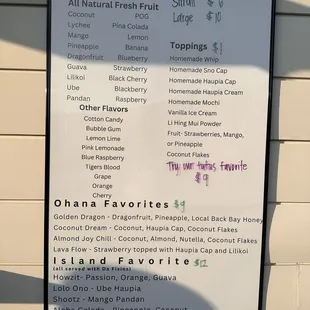 All Natural Fresh Fruit
Small $ 6
Large $ 10
Coconut POG
Lychee Pina Colada
Mango Lemon
Pineapple Banana
Dragonfruit Blueberry
Guava Strawberry
Lilikoi Black Cherry
Ube Blackberry
Pandan Raspberry
Other Flavors
Cotton Candy
Bubble Gum
Lemon Lime
Pink Lemonade
Blue Raspberry
Tigers Blood
Grape
Orange
Cherry
Toppings $1
Homemade Whip
Homemade Sno Cap
Homemade Haupia Cap
Homemade Haupia Cream
Homemade Mochi
Vanilla Ice Cream
Li Hing Mui Powder
Fruit- Strawberries, Mango,
or Pineapple
Coconut Flakes
Try our tutus favorite
$9
Ohana Favorites $9
Golden Dragon - Dragonfruit, Pineapple, Local Back Bay Honey
Coconut Dream - Coconut, Haupia Cap, Coconut Flakes
Almond Joy Chill - Coconut, Almond, Nutella, Coconut Flakes
Lava Flow - Strawberry topped with Haupia Cap and Lilikoi
Island Favorite $12
(all served with Da Fixins)
Howzit- Passion, Orange, Guava
Lolo Ono - Ube Haupia
Shootz - Mango Pandan
Aloha Colada - Pineapple, Coconut